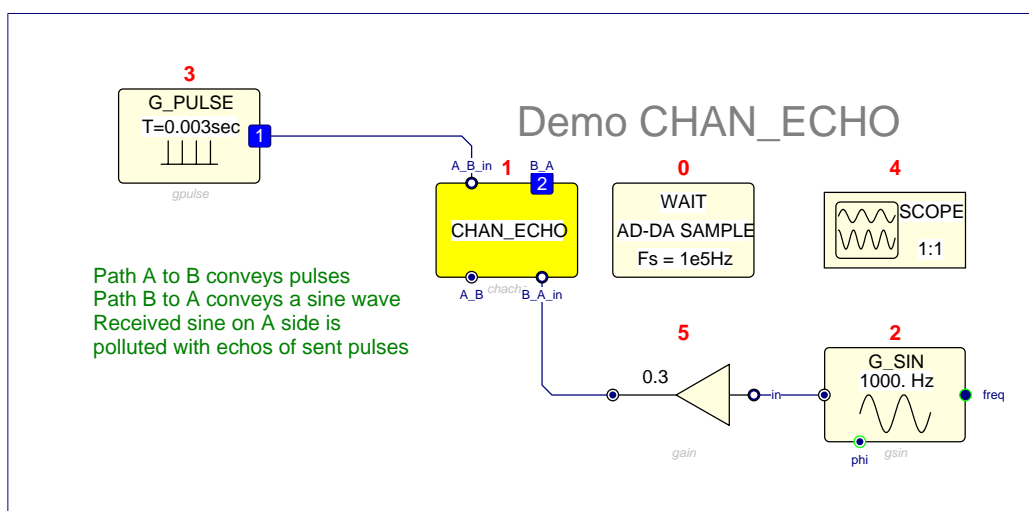 3
G_PULSE
T=0.003sec
1
gpulse
Demo CHAN_ECHO
A_B_in
1
B_A
2
CHAN_ECHO
A_B
B_A_in
0
WAIT
AD-DA SAMPLE
Fs = 1e5Hz
4
SCOPE
1:1
Path A to B conveys pulses
Path B to A conveys a sine wave
Received sine on A side is
polluted with echos of sent pulses
5
0.3
in
gain
2
G_SIN
1000. Hz
freq
phi
gsin